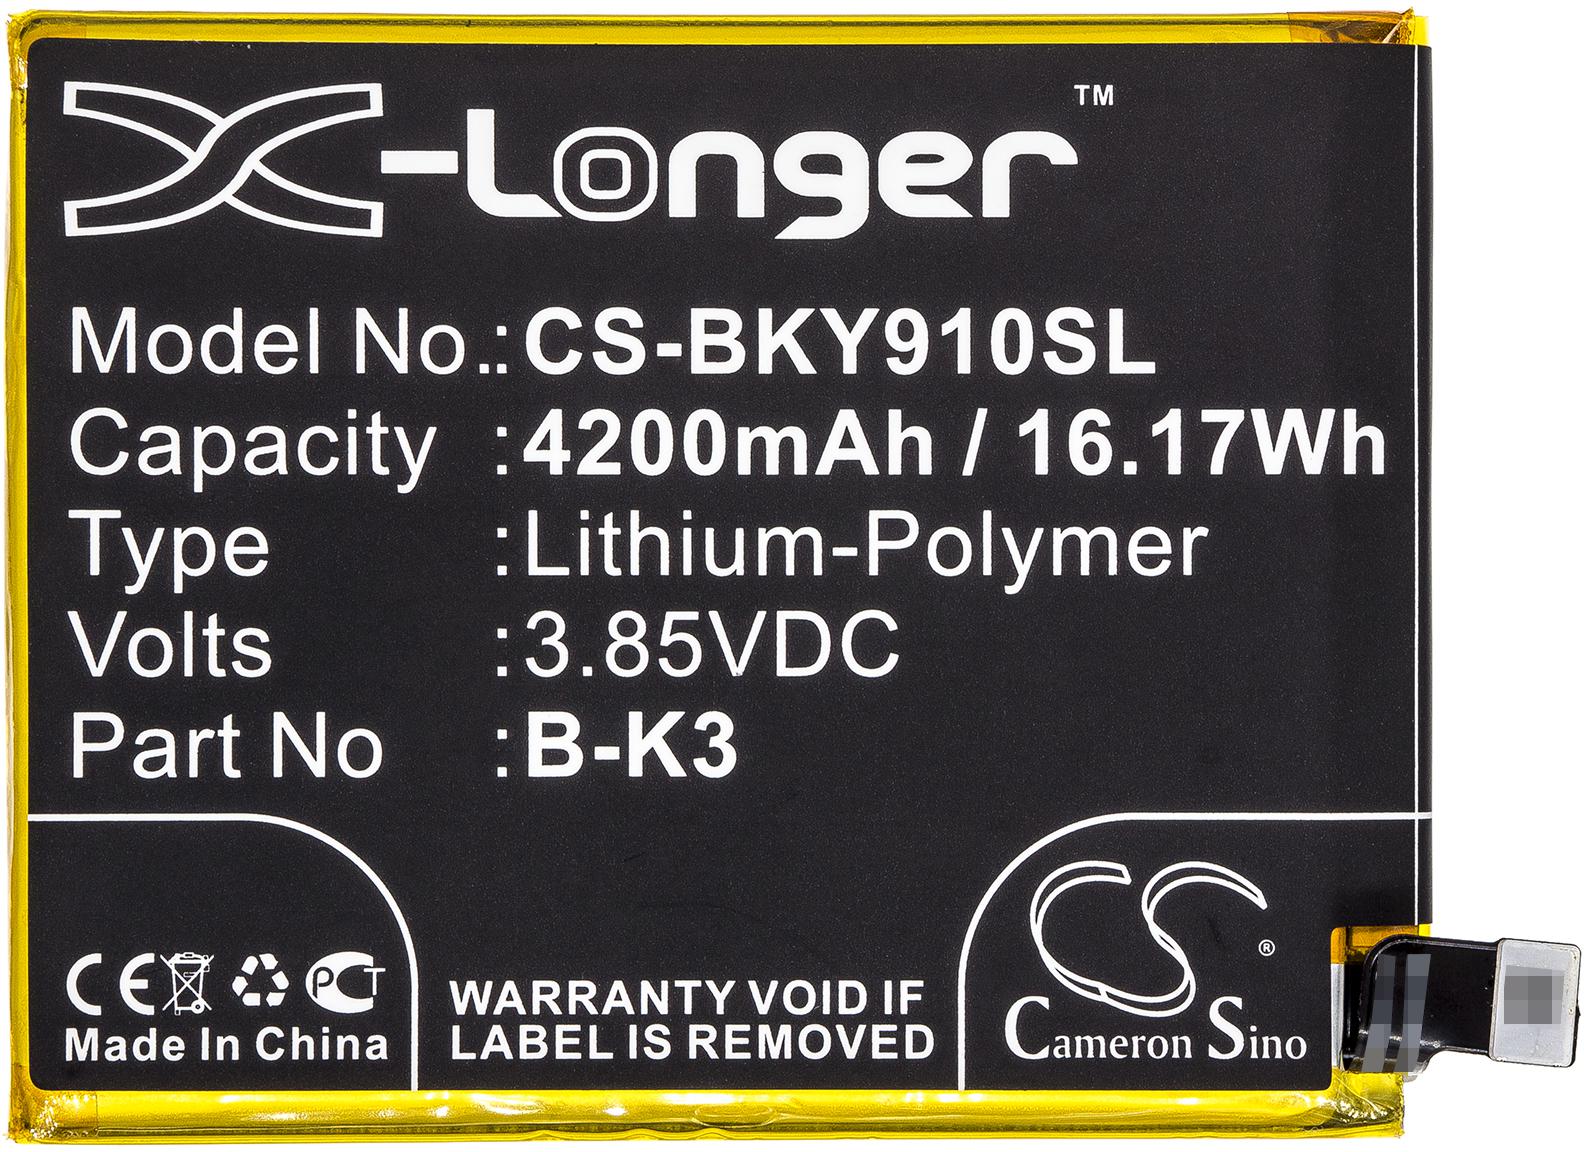 X-Longer™
Model No.:CS-BKY910SL
Capacity :4200mAh / 16.17Wh
Type :Lithium-Polymer
Volts :3.85VDC
Part No :B-K3
CE PCT
Made In China
WARRANTY VOID IF
LABEL IS REMOVED
CS®
Cameron Sino